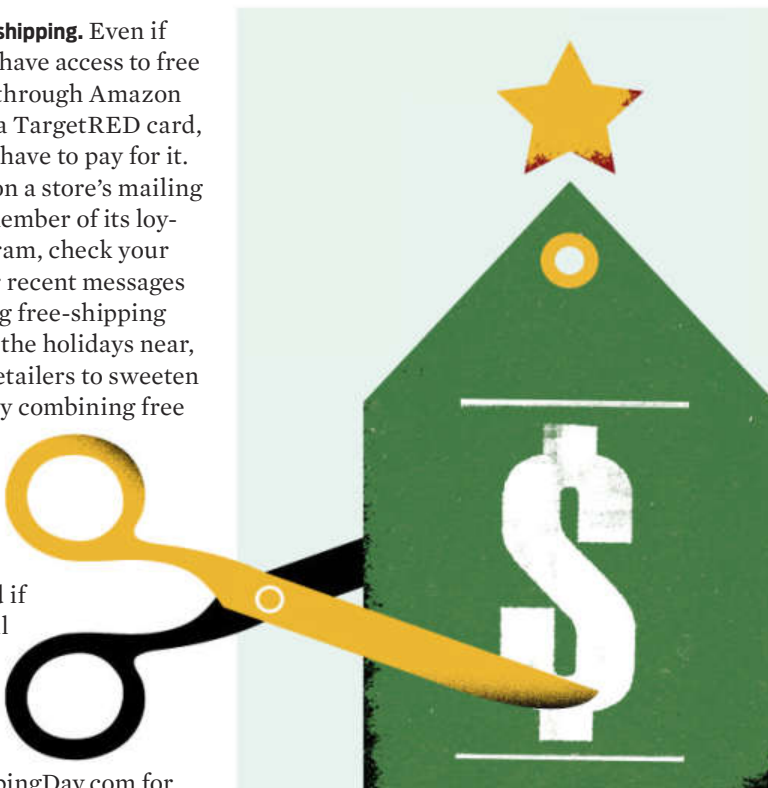 shipping. Even if
have access to free
through Amazon
a TargetRED card,
have to pay for it.
on a store's mailing
ember of its loy-
ram, check your
r recent messages
g free-shipping
the holidays near,
etailers to sweeten
y combining free
$
d if
l
pingDay.com for